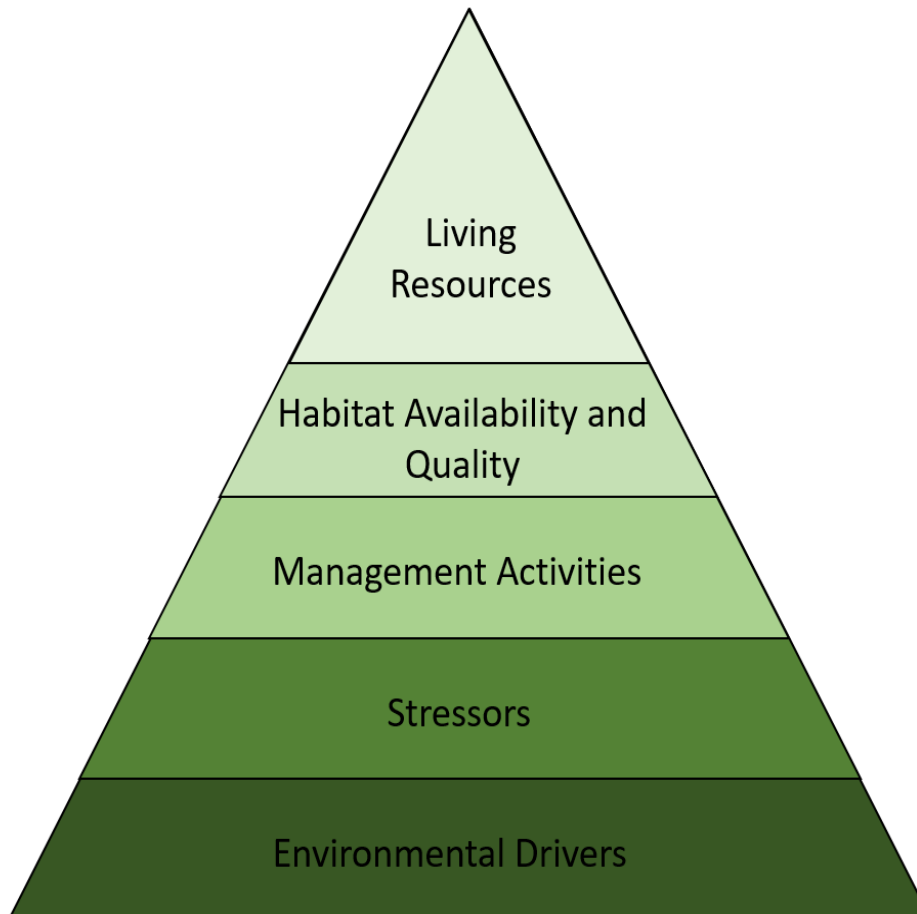 Living
Resources
Habitat Availability and
Quality
Management Activities
Stressors
Environmental Drivers